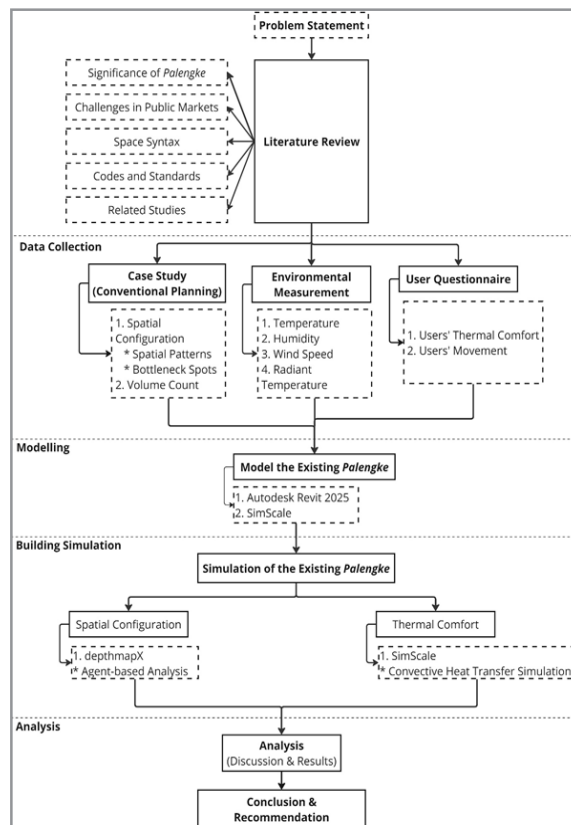 Problem Statement
Significance of Palengke
Challenges in Public Markets
Space Syntax
Codes and Standards
Related Studies
Literature Review
Data Collection
Case Study
(Conventional Planning)
1. Spatial
Configuration
* Spatial Patterns
* Bottleneck Spots
2. Volume Count
Environmental
Measurement
1. Temperature
2. Humidity
3. Wind Speed
4. Radiant
Temperature
User Questionnaire
1. Users' Thermal Comfort
2. Users' Movement
Modelling
Model the Existing Palengke
1. Autodesk Revit 2025
2. SimScale
Building Simulation
Simulation of the Existing Palengke
Spatial Configuration
1. depthmapX
* Agent-based Analysis
Thermal Comfort
1. SimScale
* Convective Heat Transfer Simulation
Analysis
Analysis
(Discussion & Results)
Conclusion &
Recommendation